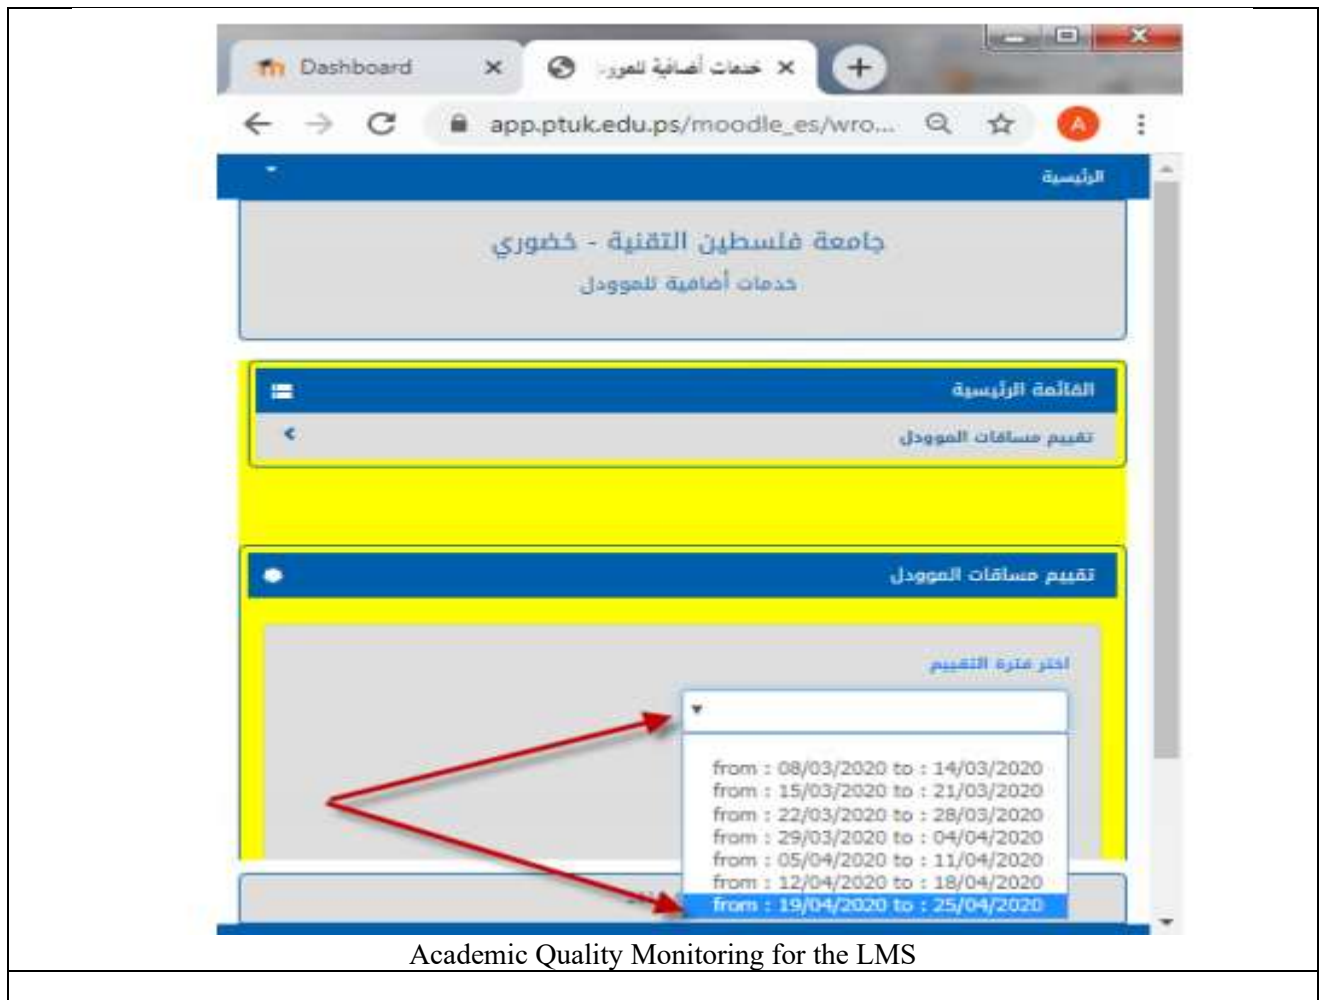 Dashboard
خدمات أضافية للموود
app.ptuk.edu.ps/moodle_es/wro...
A
الرئيسية
جامعة فلسطين التقنية - خضوري
خدمات أضافية للموودل
القائمة الرئيسية
تقييم مساقات الموودل
تقييم مساقات الموودل
اختر فترة التقييم
from : 08/03/2020 to : 14/03/2020
from : 15/03/2020 to : 21/03/2020
from : 22/03/2020 to : 28/03/2020
from : 29/03/2020 to : 04/04/2020
from : 05/04/2020 to : 11/04/2020
from : 12/04/2020 to : 18/04/2020
from : 19/04/2020 to : 25/04/2020
Academic Quality Monitoring for the LMS